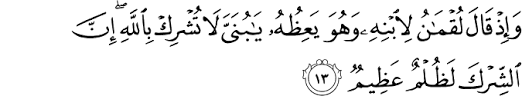 وَإِذْ قَالَ لُقْمَٰنُ لِٱبْنِهِۦ وَهُوَ يَعِظُهُۥ يَٰبُنَىَّ لَا تُشْرِكْ بِٱللَّهِ ۖ إِنَّ
ٱلشِّرْكَ لَظُلْمٌ عَظِيمٌ ١٣